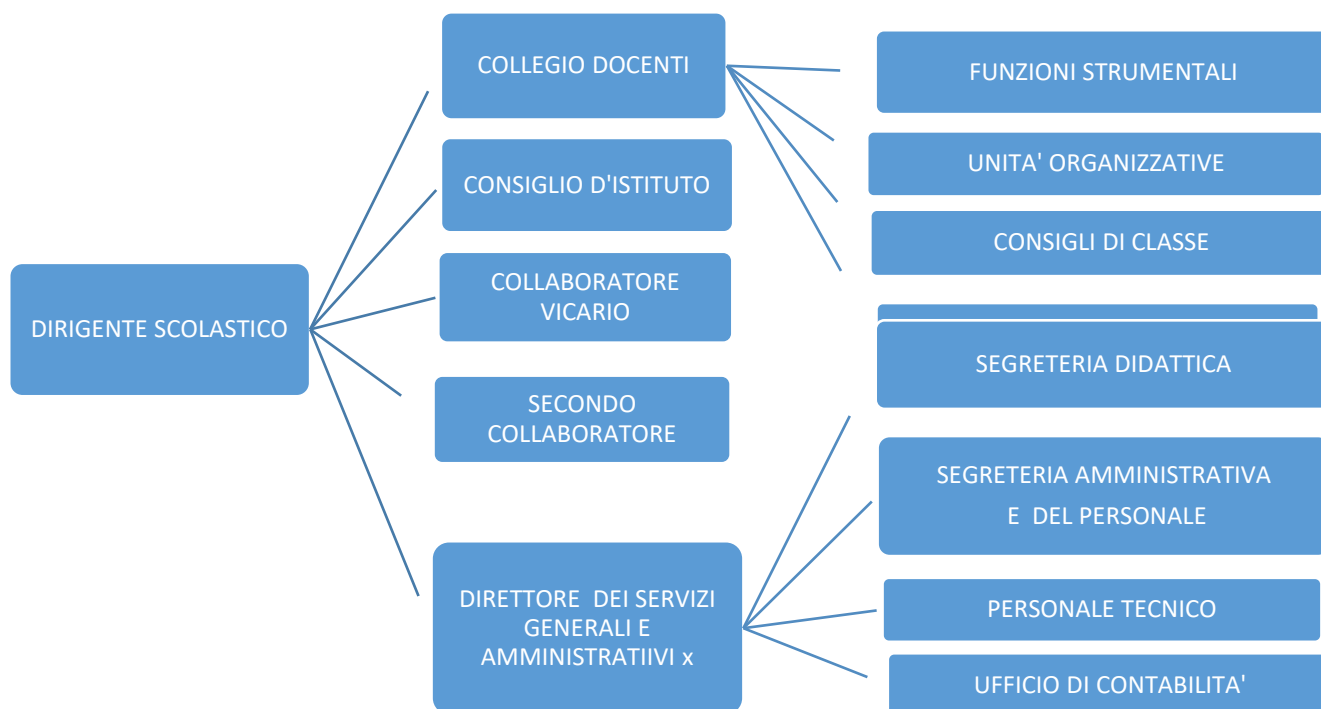 COLLEGIO DOCENTI
FUNZIONI STRUMENTALI
UNITA' ORGANIZZATIVE
CONSIGLIO D'ISTITUTO
CONSIGLI DI CLASSE
COLLABORATORE
VICARIO
DIRIGENTE SCOLASTICO
SEGRETERIA DIDATTICA
SECONDO
COLLABORATORE
SEGRETERIA AMMINISTRATIVA
E DEL PERSONALE
DIRETTORE DEI SERVIZI
GENERALI E
AMMINISTRATIIVI x
PERSONALE TECNICO
UFFICIO DI CONTABILITA'